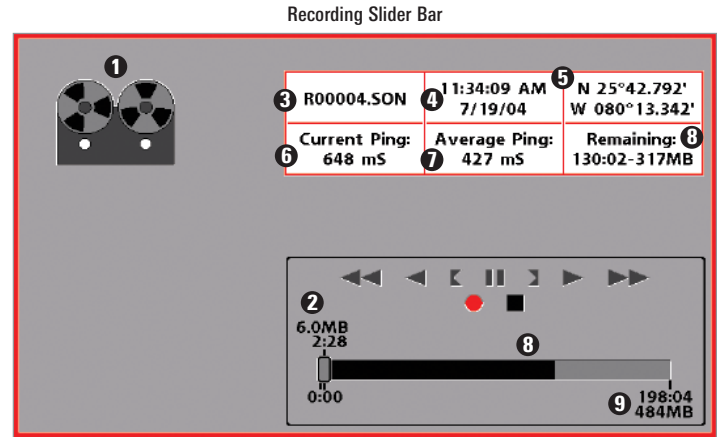 Recording Slider Bar
1
3 R00004.SON
4 11:34:09 AM
7/19/04
5 N 25°42.792'
W 080°13.342'
6 Current Ping:
648 mS
7 Average Ping:
427 mS
Remaining: 8
130:02-317MB
2
6.0MB
2:28
8
0:00
9 198:04
484MB